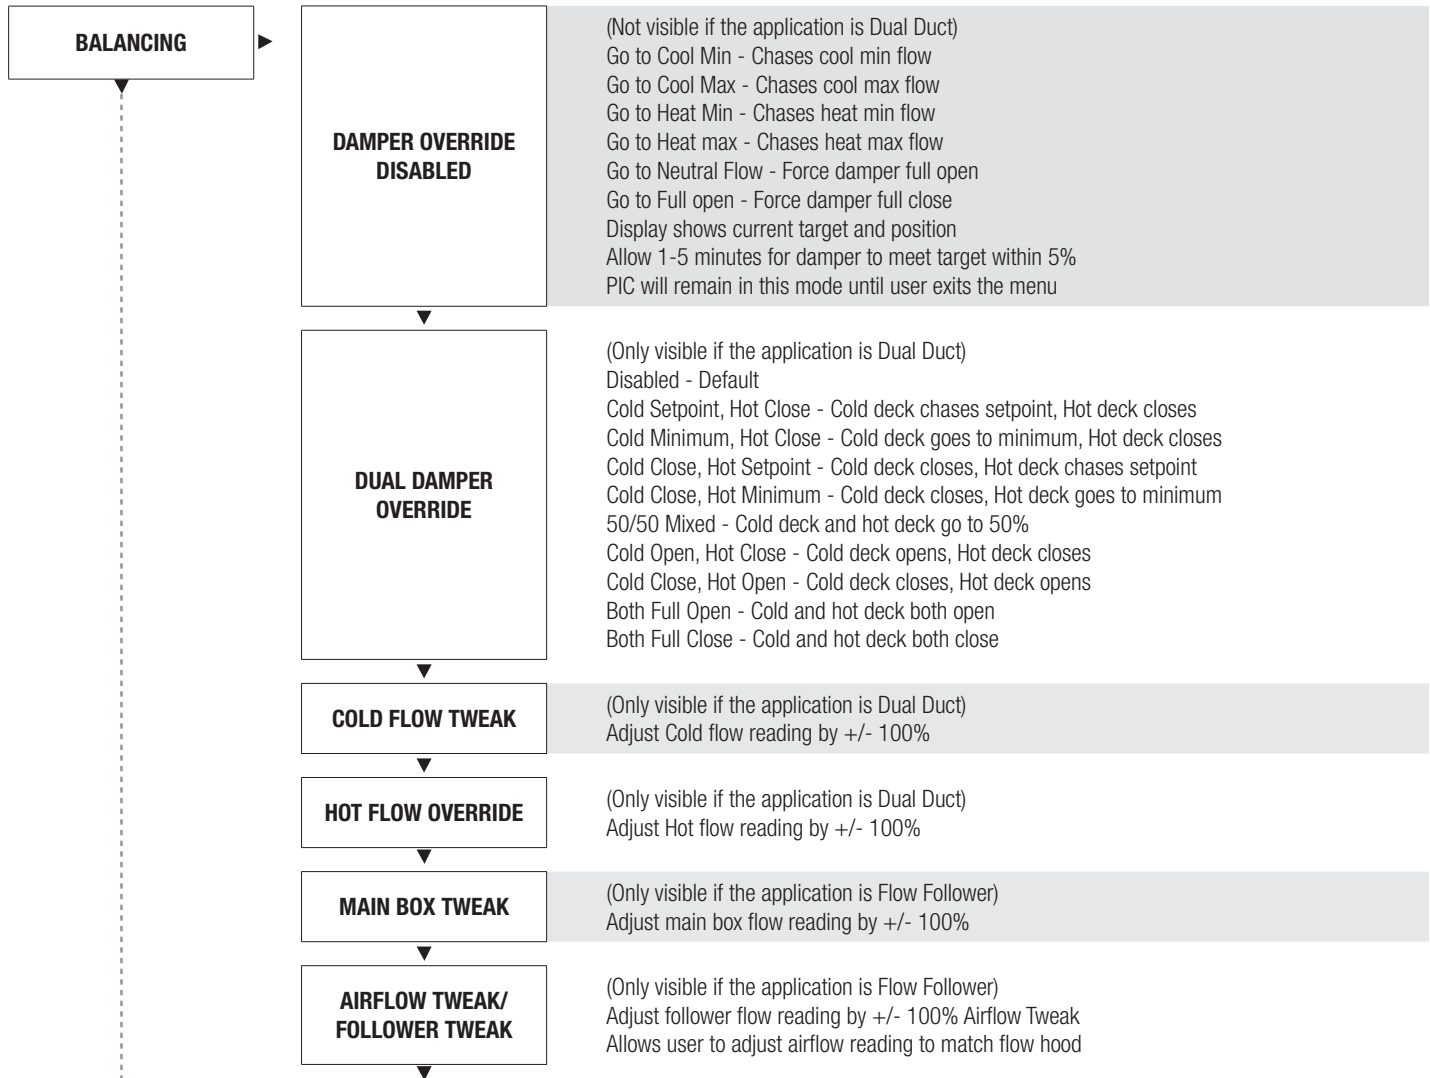 BALANCING
DAMPER OVERRIDE
DISABLED
(Not visible if the application is Dual Duct)
Go to Cool Min - Chases cool min flow
Go to Cool Max - Chases cool max flow
Go to Heat Min - Chases heat min flow
Go to Heat max - Chases heat max flow
Go to Neutral Flow - Force damper full open
Go to Full open - Force damper full close
Display shows current target and position
Allow 1-5 minutes for damper to meet target within 5%
PIC will remain in this mode until user exits the menu
DUAL DAMPER
OVERRIDE
(Only visible if the application is Dual Duct)
Disabled - Default
Cold Setpoint, Hot Close - Cold deck chases setpoint, Hot deck closes
Cold Minimum, Hot Close - Cold deck goes to minimum, Hot deck closes
Cold Close, Hot Setpoint - Cold deck closes, Hot deck chases setpoint
Cold Close, Hot Minimum - Cold deck closes, Hot deck goes to minimum
50/50 Mixed - Cold deck and hot deck go to 50%
Cold Open, Hot Close - Cold deck opens, Hot deck closes
Cold Close, Hot Open - Cold deck closes, Hot deck opens
Both Full Open - Cold and hot deck both open
Both Full Close - Cold and hot deck both close
COLD FLOW TWEAK
(Only visible if the application is Dual Duct)
Adjust Cold flow reading by +/- 100%
HOT FLOW OVERRIDE
(Only visible if the application is Dual Duct)
Adjust Hot flow reading by +/- 100%
MAIN BOX TWEAK
(Only visible if the application is Flow Follower)
Adjust main box flow reading by +/- 100%
AIRFLOW TWEAK/
FOLLOWER TWEAK
(Only visible if the application is Flow Follower)
Adjust follower flow reading by +/- 100% Airflow Tweak
Allows user to adjust airflow reading to match flow hood